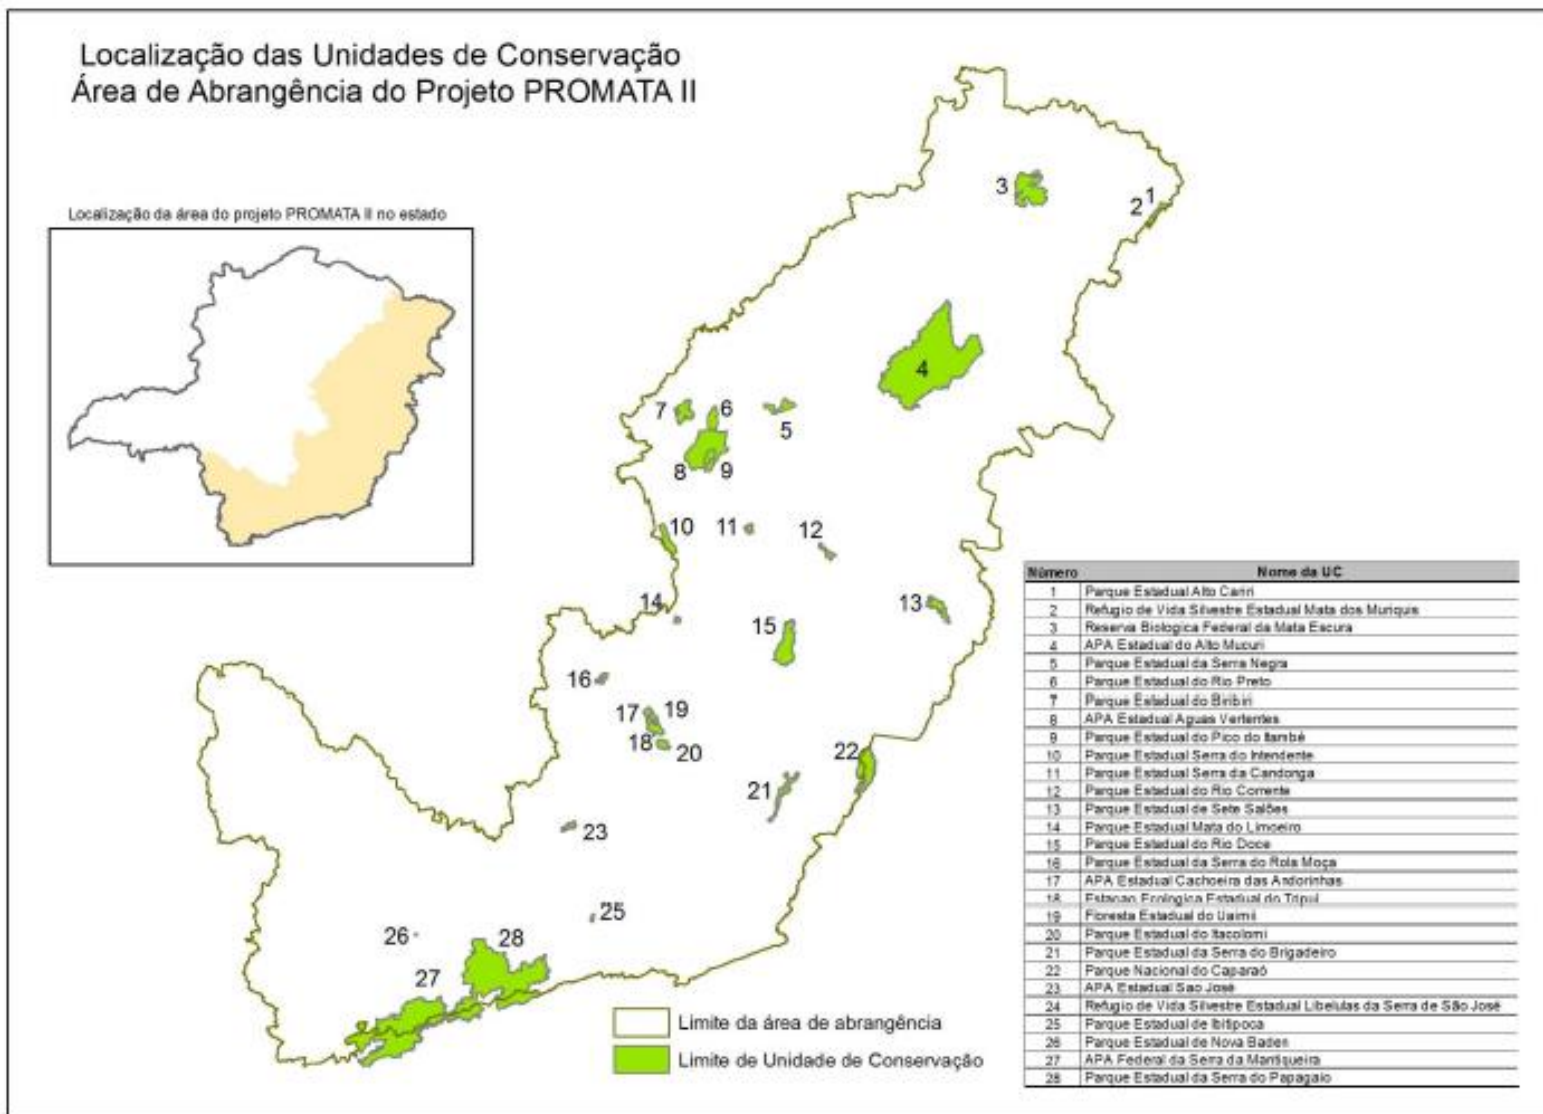 Localização das Unidades de Conservação
Área de Abrangência do Projeto PROMATA II
Localização da área do projeto PROMATA II no estado
3
1
2
4
7
6
5
8
9
10
11
12
14
13
15
16
17
19
18
20
22
21
23
25
26
28
27
Limite da área de abrangência
Limite de Unidade de Conservação
Número Nome da UC
1 Parque Estadual Alto Cariri
2 Refugio de Vida Silvestre Estadual Mata dos Muriquis
3 Reserva Biologica Federal da Mata Escura
4 APA Estadual do Alto Mucuri
5 Parque Estadual da Serra Negra
6 Parque Estadual do Rio Preto
7 Parque Estadual do Biribiri
8 APA Estadual Aguas Vertentes
9 Parque Estadual do Pico do Itambé
10 Parque Estadual Serra do Intendente
11 Parque Estadual Serra da Candonga
12 Parque Estadual do Rio Corrente
13 Parque Estadual de Sete Salões
14 Parque Estadual Mata do Limoeiro
15 Parque Estadual do Rio Doce
16 Parque Estadual da Serra do Rola Moça
17 APA Estadual Cachoeira das Andorinhas
18 Estacao Ecologica Estadual do Tripui
19 Floresta Estadual do Uaimii
20 Parque Estadual do Itacolomi
21 Parque Estadual da Serra do Brigadeiro
22 Parque Nacional do Caparaó
23 APA Estadual Sao José
24 Refugio de Vida Silvestre Estadual Libelulas da Serra de São José
25 Parque Estadual de Ibitipoca
26 Parque Estadual de Nova Baden
27 APA Federal da Serra da Mantiqueira
28 Parque Estadual da Serra do Papagaio